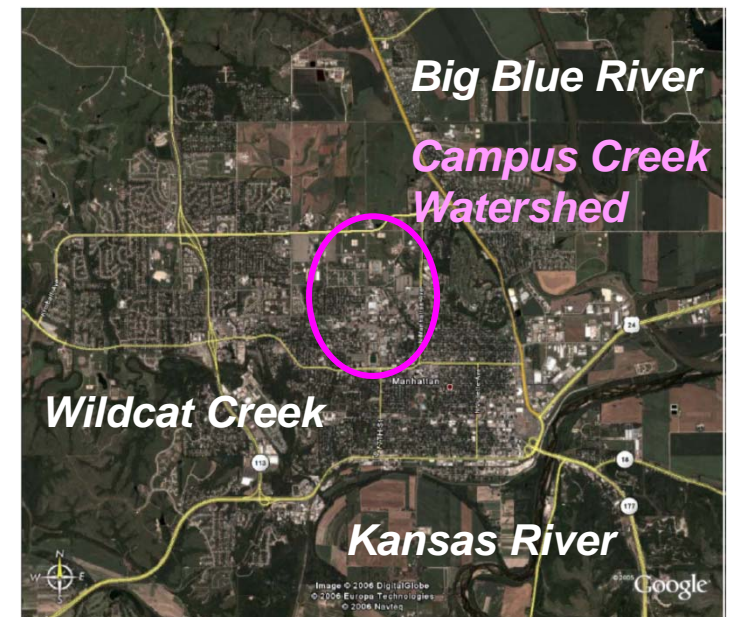 Big Blue River
Campus Creek
Watershed
24
Manhattan
Wildcat Creek
113
18
177
Kansas River
N
W E
S
Image © 2006 DigitalGlobe
© 2006 Europa Technologies
© 2006 Navteq
©2005 Google